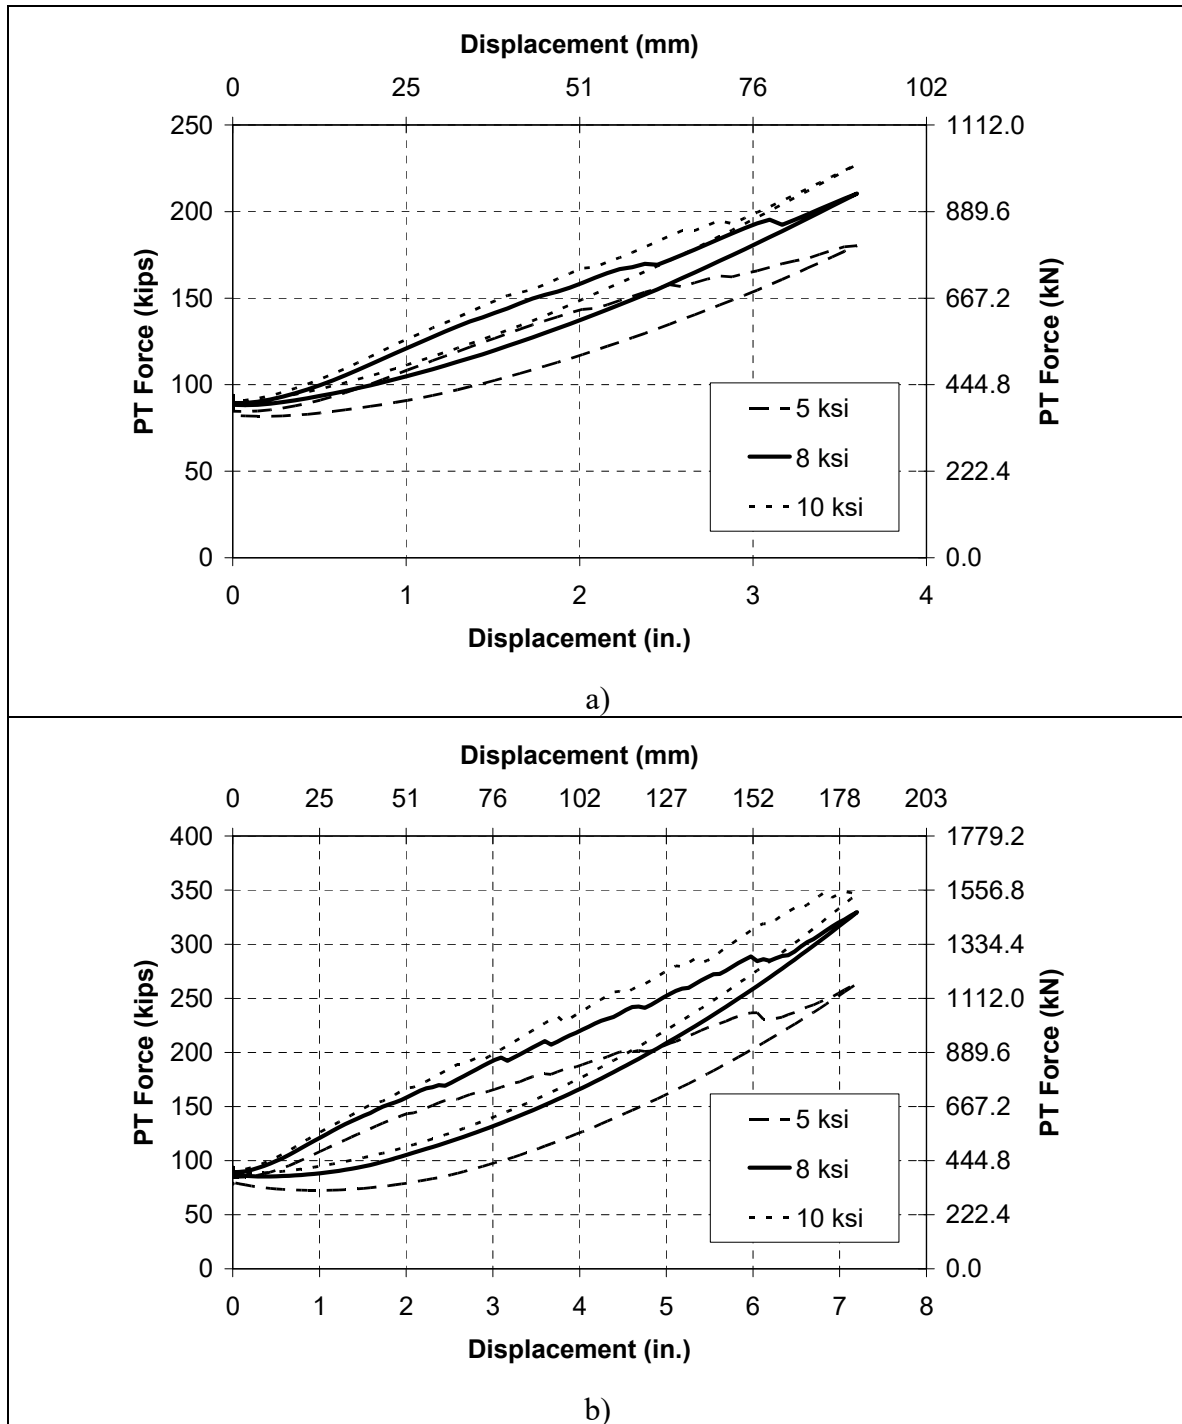 Displacement (mm)
0 25 51 76 102
250 1112.0
200 889.6
150 667.2
100 444.8
50 222.4
0 0.0
PT Force (kips)
PT Force (kN)
5 ksi
8 ksi
10 ksi
0 1 2 3 4
Displacement (in.)
a)
Displacement (mm)
0 25 51 76 102 127 152 178 203
400 1779.2
350 1556.8
300 1334.4
250 1112.0
200 889.6
150 667.2
100 444.8
50 222.4
0 0.0
PT Force (kips)
PT Force (kN)
5 ksi
8 ksi
10 ksi
0 1 2 3 4 5 6 7 8
Displacement (in.)
b)